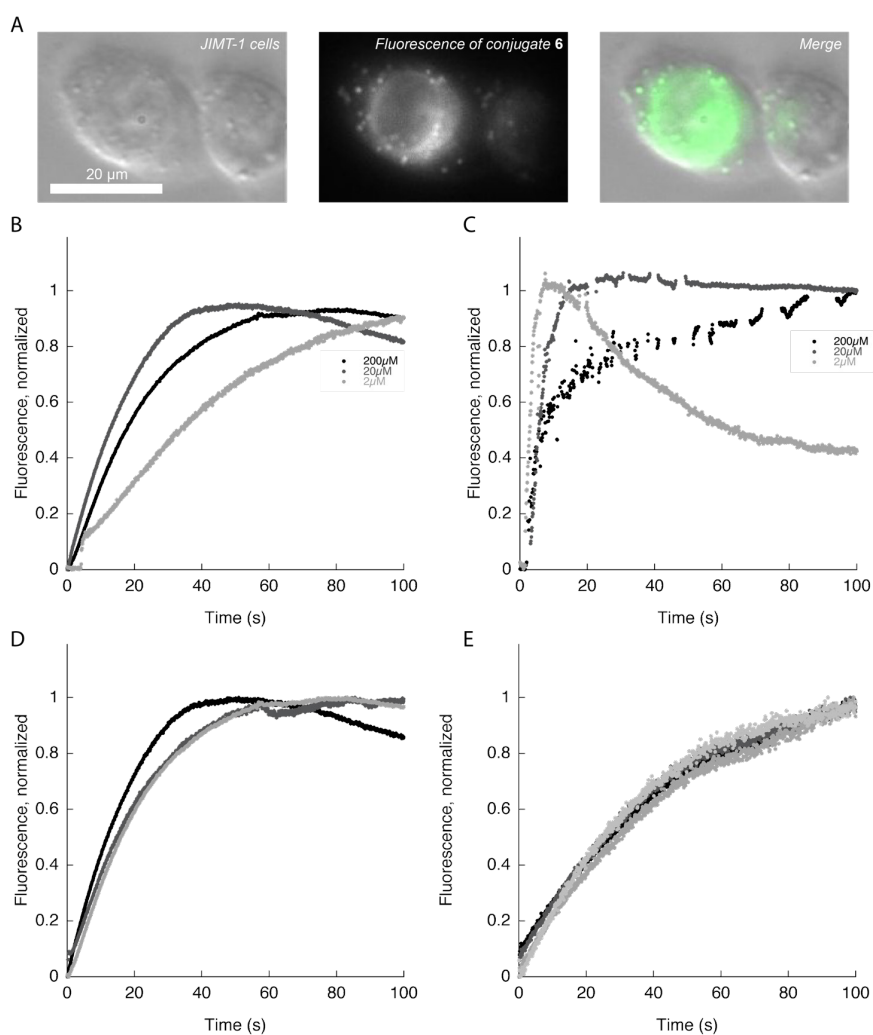 A
JIMT-1 cells
Fluorescence of conjugate 6
Merge
20 µm
B
Fluorescence, normalized
1
0.8
0.6
0.4
0.2
0
200µM
20µM
2µM
0 20 40 60 80 100
Time (s)
C
Fluorescence, normalized
1
0.8
0.6
0.4
0.2
0
200µM
20µM
2µM
0 20 40 60 80 100
Time (s)
D
Fluorescence, normalized
1
0.8
0.6
0.4
0.2
0
0 20 40 60 80 100
Time (s)
E
Fluorescence, normalized
1
0.8
0.6
0.4
0.2
0
0 20 40 60 80 100
Time (s)